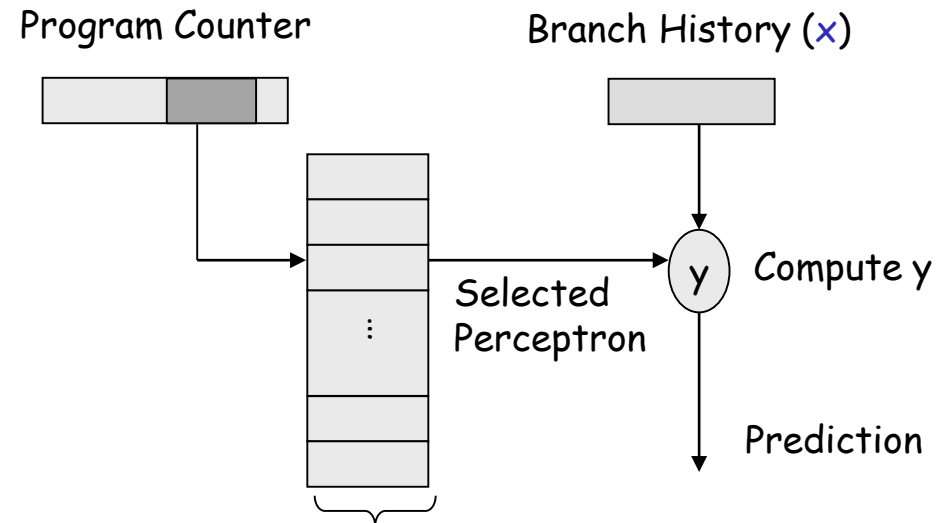 Program Counter
Branch History (x)
Selected
Perceptron
y
Compute y
⋮
Prediction